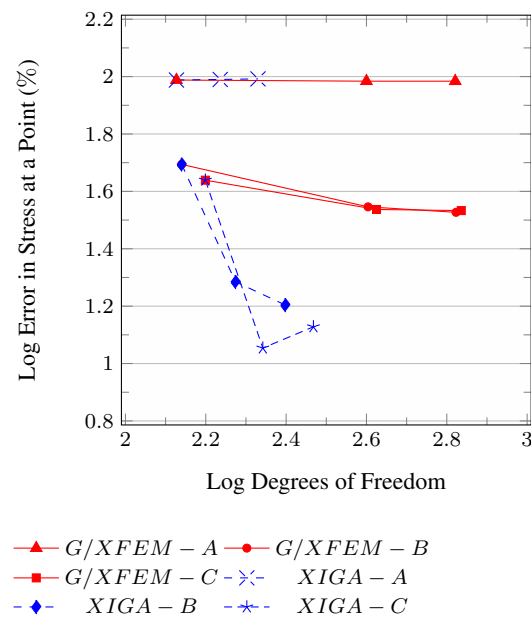 2.2
2
1.8
1.6
1.4
1.2
1
0.8
2 2.2 2.4 2.6 2.8 3
Log Error in Stress at a Point (%)
Log Degrees of Freedom
G/XFEM − A G/XFEM − B
G/XFEM − C XIGA − A
XIGA − B XIGA − C